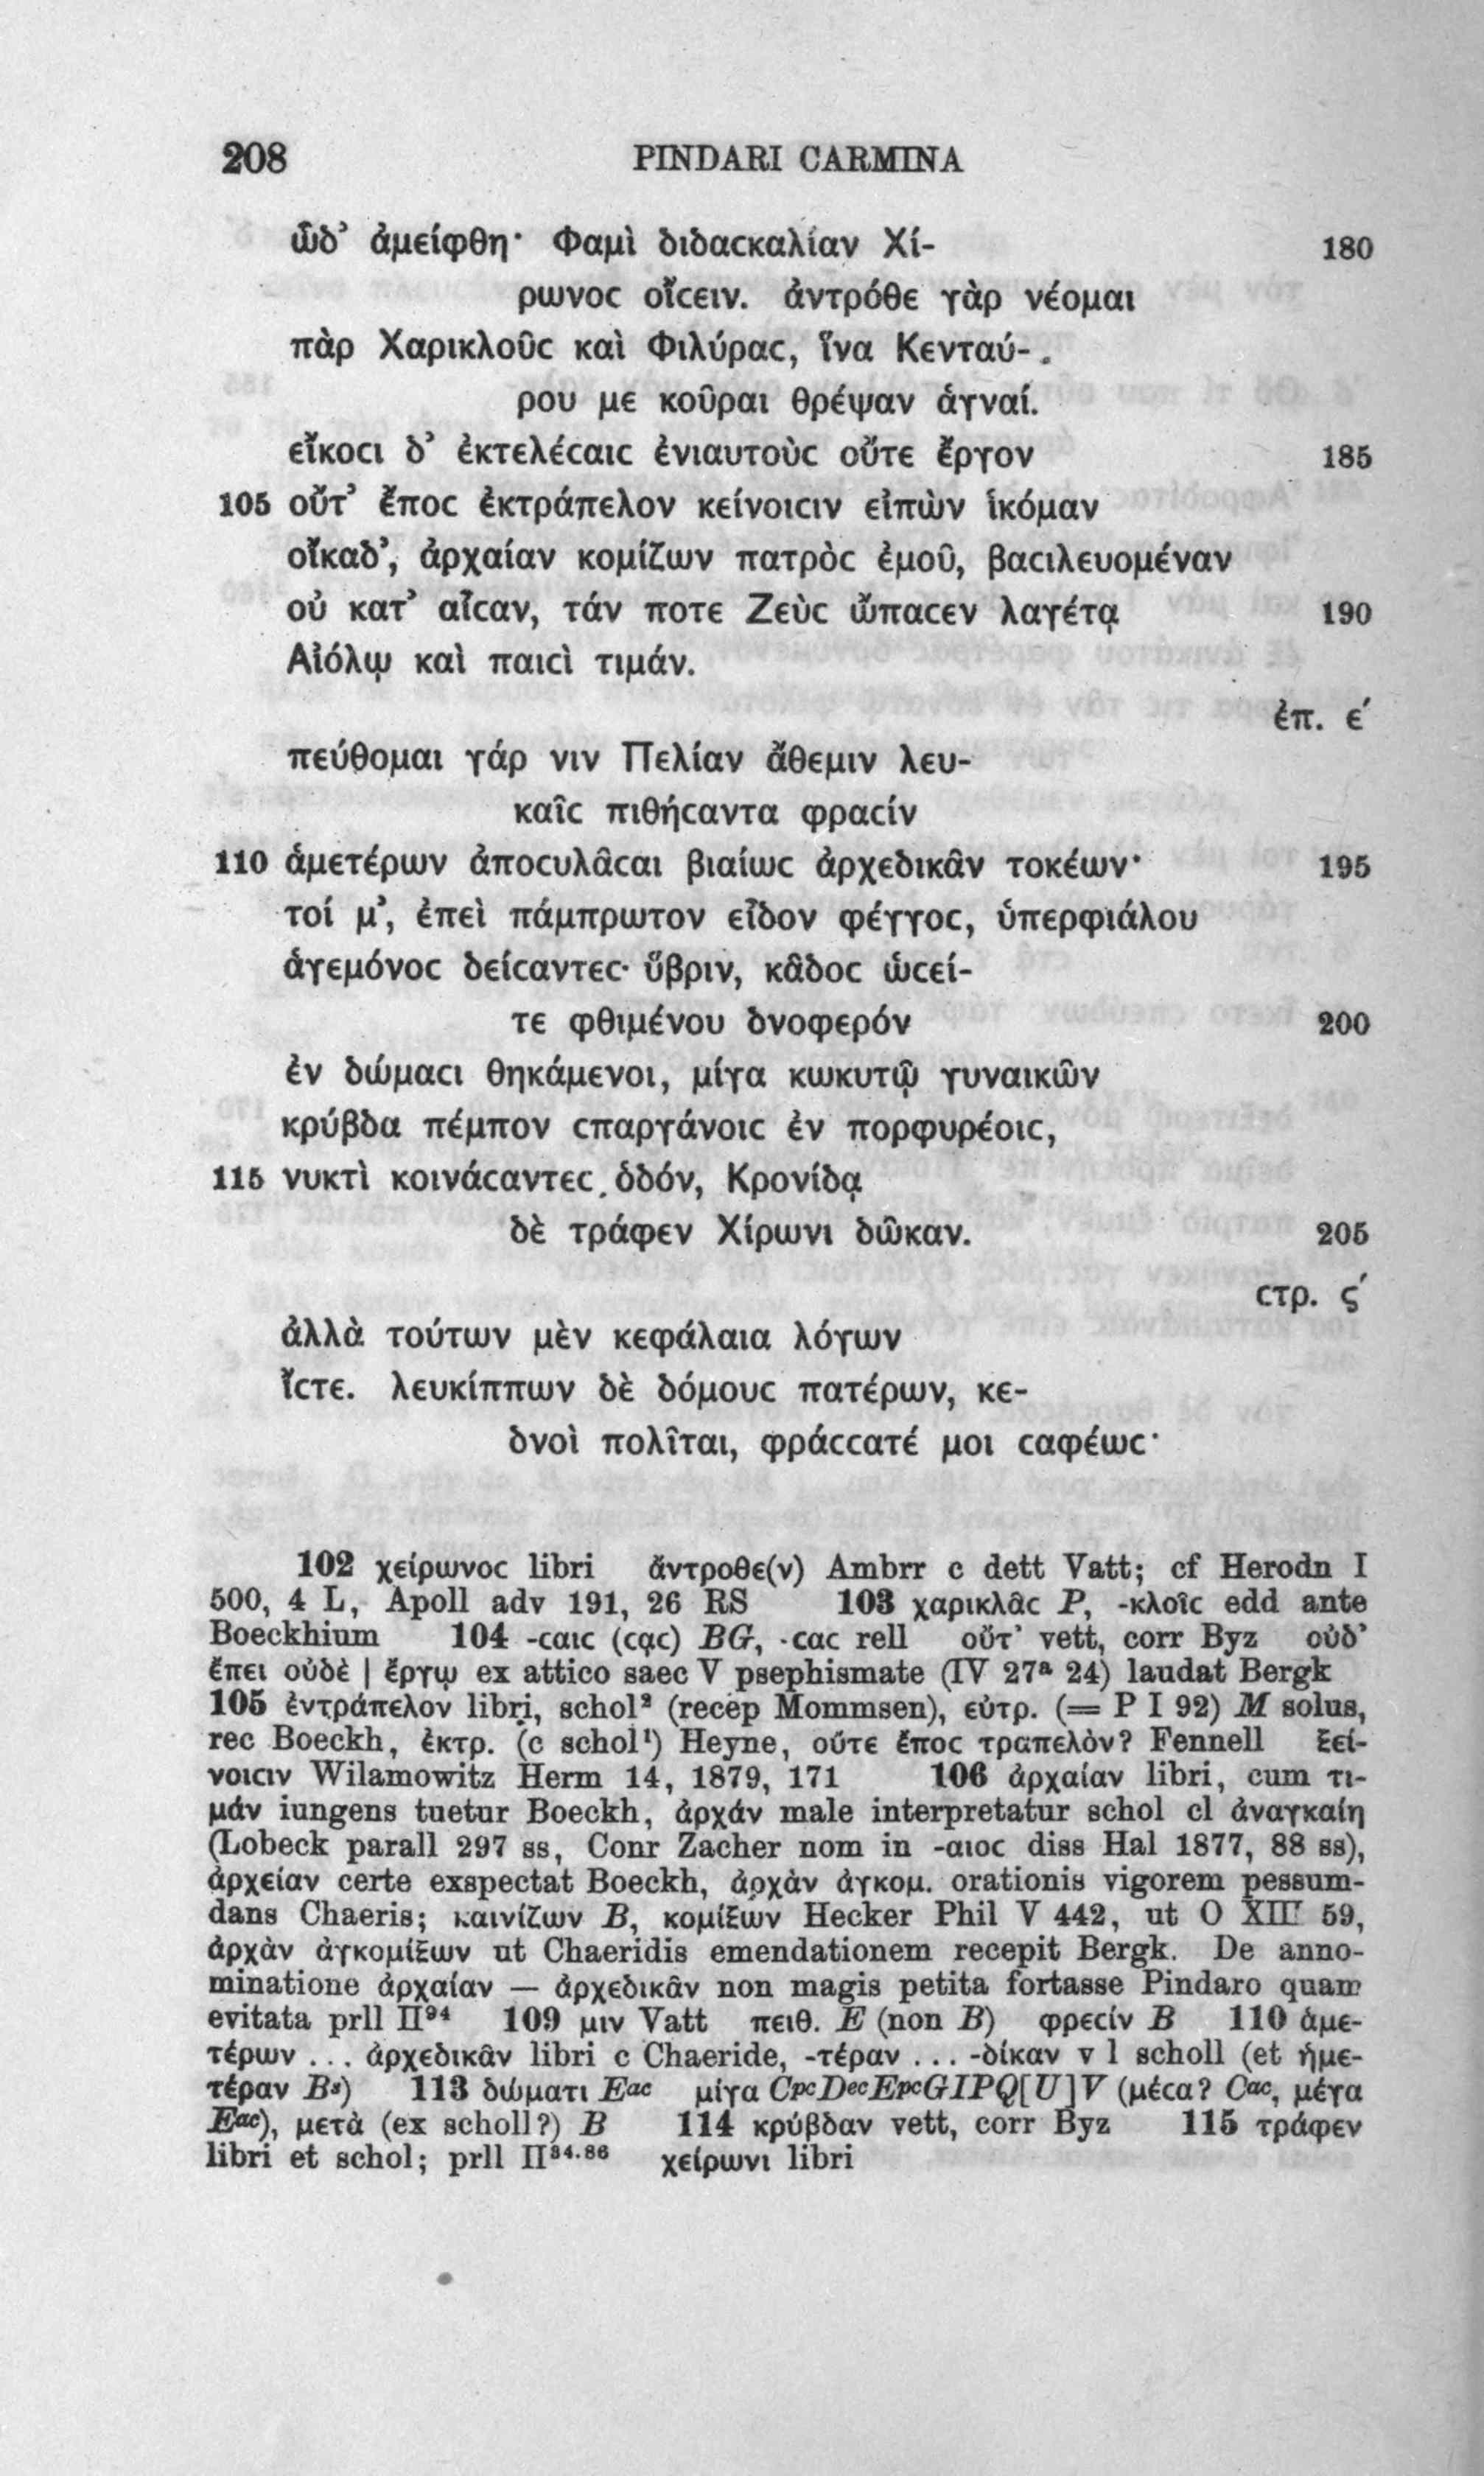 208 PINDARI CARMINA
ὧδ’ ἀμείφθη· Φαμὶ διδαϲκαλίαν Χί- 180
ρωνοϲ οἴϲειν. ἀντρόθε γὰρ νέομαι
πὰρ Χαρικλοῦϲ καὶ Φιλύραϲ, ἵνα Κενταύ-
ρου με κοῦραι θρέψαν ἁγναί.
εἴκοϲι δ’ ἐκτελέϲαιϲ ἐνιαυτοὺϲ οὔτε ἔργον 185
105 οὔτ’ ἔποϲ ἐκτράπελον κείνοιϲιν εἰπὼν ἱκόμαν
οἴκαδ’, ἀρχαίαν κομίζων πατρὸϲ ἐμοῦ, βαϲιλευομέναν
οὐ κατ’ αἶϲαν, τάν ποτε Ζεὺϲ ὤπαϲεν λαγέτᾳ 190
Αἰόλῳ καὶ παιϲὶ τιμάν.
ἐπ. ε΄
πεύθομαι γάρ νιν Πελίαν ἄθεμιν λευ-
καῖϲ πιθήϲαντα φραϲίν
110 ἁμετέρων ἀποϲυλᾶϲαι βιαίωϲ ἀρχεδικᾶν τοκέων· 195
τοί μ’, ἐπεὶ πάμπρωτον εἶδον φέγγοϲ, ὑπερφιάλου
ἁγεμόνοϲ δείϲαντεϲ ὕβριν, κᾶδοϲ ὡϲεί-
τε φθιμένου δνοφερόν 200
ἐν δώμαϲι θηκάμενοι, μίγα κωκυτῷ γυναικῶν
κρύβδα πέμπον ϲπαργάνοιϲ ἐν πορφυρέοιϲ,
115 νυκτὶ κοινάϲαντεϲ ὁδόν, Κρονίδᾳ
δὲ τράφεν Χίρωνι δῶκαν. 205
ϲτρ. ϛ΄
ἀλλὰ τούτων μὲν κεφάλαια λόγων
ἴϲτε. λευκίππων δὲ δόμουϲ πατέρων, κε-
δνοὶ πολῖται, φράϲϲατέ μοι ϲαφέωϲ·
102 χείρωνοϲ libri ἄντροθε(ν) Ambrr c dett Vatt; cf Herodn I
500, 4 L, Apoll adv 191, 26 RS 103 χαρικλᾶϲ P, -κλοῖϲ edd ante
Boeckhium 104 -ϲαιϲ (ϲᾳϲ) BG, -ϲαϲ rell οὔτ’ vett, corr Byz οὐδ’
ἔπει οὐδὲ | ἔργῳ ex attico saec V psephismate (IV 27ª 24) laudat Bergk
105 ἐντράπελον libri, schol² (recep Mommsen), εὐτρ. (= P I 92) M solus,
rec Boeckh, ἐκτρ. (c schol¹) Heyne, οὔτε ἔποϲ τραπελὸν? Fennell ξεί-
νοιϲιν Wilamowitz Herm 14, 1879, 171 106 ἀρχαίαν libri, cum τι-
μάν iungens tuetur Boeckh, ἀρχάν male interpretatur schol cl ἀναγκαίη
(Lobeck parall 297 ss, Conr Zacher nom in -αιοϲ diss Hal 1877, 88 ss),
ἀρχείαν certe exspectat Boeckh, ἀρχὰν ἀγκομ. orationis vigorem pessum-
dans Chaeris; καινίζων B, κομίξων Hecker Phil V 442, ut O XIII 59,
ἀρχὰν ἀγκομίξων ut Chaeridis emendationem recepit Bergk. De anno-
minatione ἀρχαίαν — ἀρχεδικᾶν non magis petita fortasse Pindaro quam
evitata prll II⁹⁴ 109 μιν Vatt πειθ. E (non B) φρεϲίν B 110 ἁμε-
τέρων ... ἀρχεδικᾶν libri c Chaeride, -τέραν ... -δίκαν v l scholl (et ἡμε-
τέραν Bˢ) 113 δώματι Eᵃᶜ μίγα CᵖᶜDᵉᶜEᵖᶜGIPQ[U]V (μέϲα? Cᵃᶜ, μέγα
Eᵃᶜ), μετὰ (ex scholl?) B 114 κρύβδαν vett, corr Byz 115 τράφεν
libri et schol; prll II⁸⁴·⁸⁶ χείρωνι libri